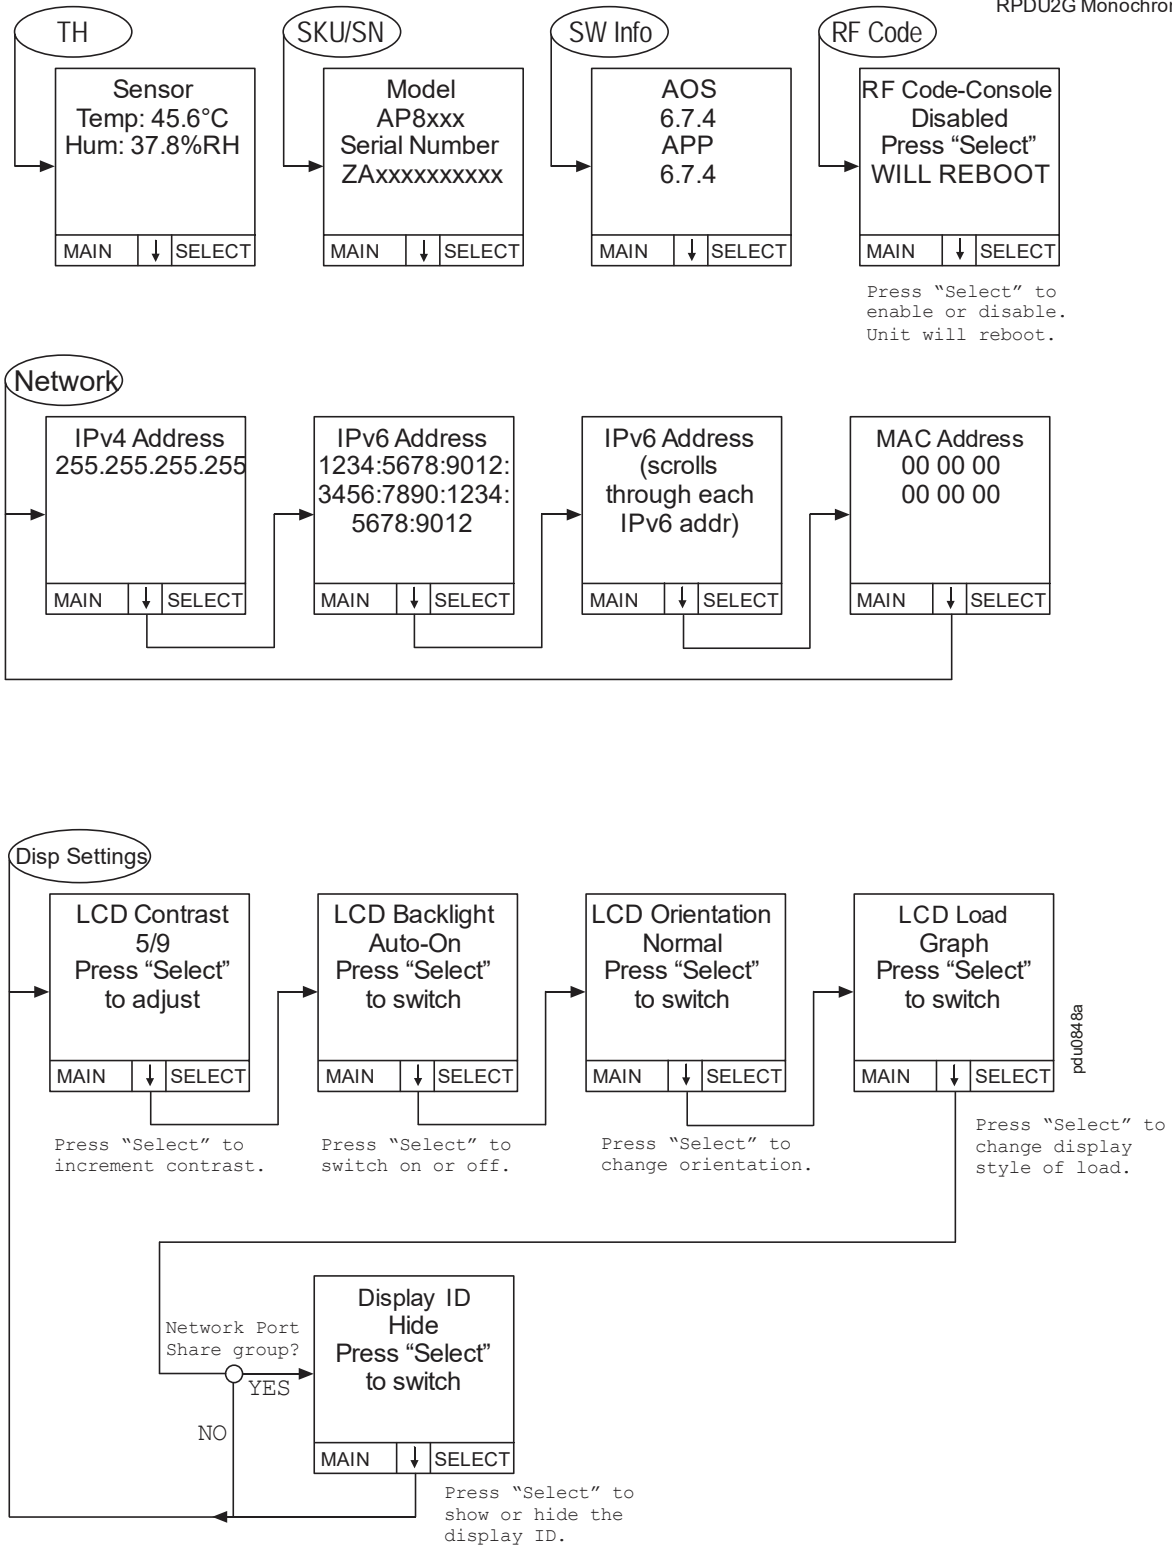 RPDU2G Monochrom
TH
Sensor
Temp: 45.6°C
Hum: 37.8%RH
MAIN ↓ SELECT
SKU/SN
Model
AP8xxx
Serial Number
ZAxxxxxxxxxx
MAIN ↓ SELECT
SW Info
AOS
6.7.4
APP
6.7.4
MAIN ↓ SELECT
RF Code
RF Code-Console
Disabled
Press “Select”
WILL REBOOT
MAIN ↓ SELECT
Press “Select” to
enable or disable.
Unit will reboot.
Network
IPv4 Address
255.255.255.255
MAIN ↓ SELECT
IPv6 Address
1234:5678:9012:
3456:7890:1234:
5678:9012
MAIN ↓ SELECT
IPv6 Address
(scrolls
through each
IPv6 addr)
MAIN ↓ SELECT
MAC Address
00 00 00
00 00 00
MAIN ↓ SELECT
Disp Settings
LCD Contrast
5/9
Press “Select”
to adjust
MAIN ↓ SELECT
Press “Select” to
increment contrast.
LCD Backlight
Auto-On
Press “Select”
to switch
MAIN ↓ SELECT
Press “Select” to
switch on or off.
LCD Orientation
Normal
Press “Select”
to switch
MAIN ↓ SELECT
Press “Select” to
change orientation.
LCD Load
Graph
Press “Select”
to switch
MAIN ↓ SELECT
Press “Select” to
change display
style of load.
pdu0848a
Network Port
Share group?
YES
NO
Display ID
Hide
Press “Select”
to switch
MAIN ↓ SELECT
Press “Select” to
show or hide the
display ID.